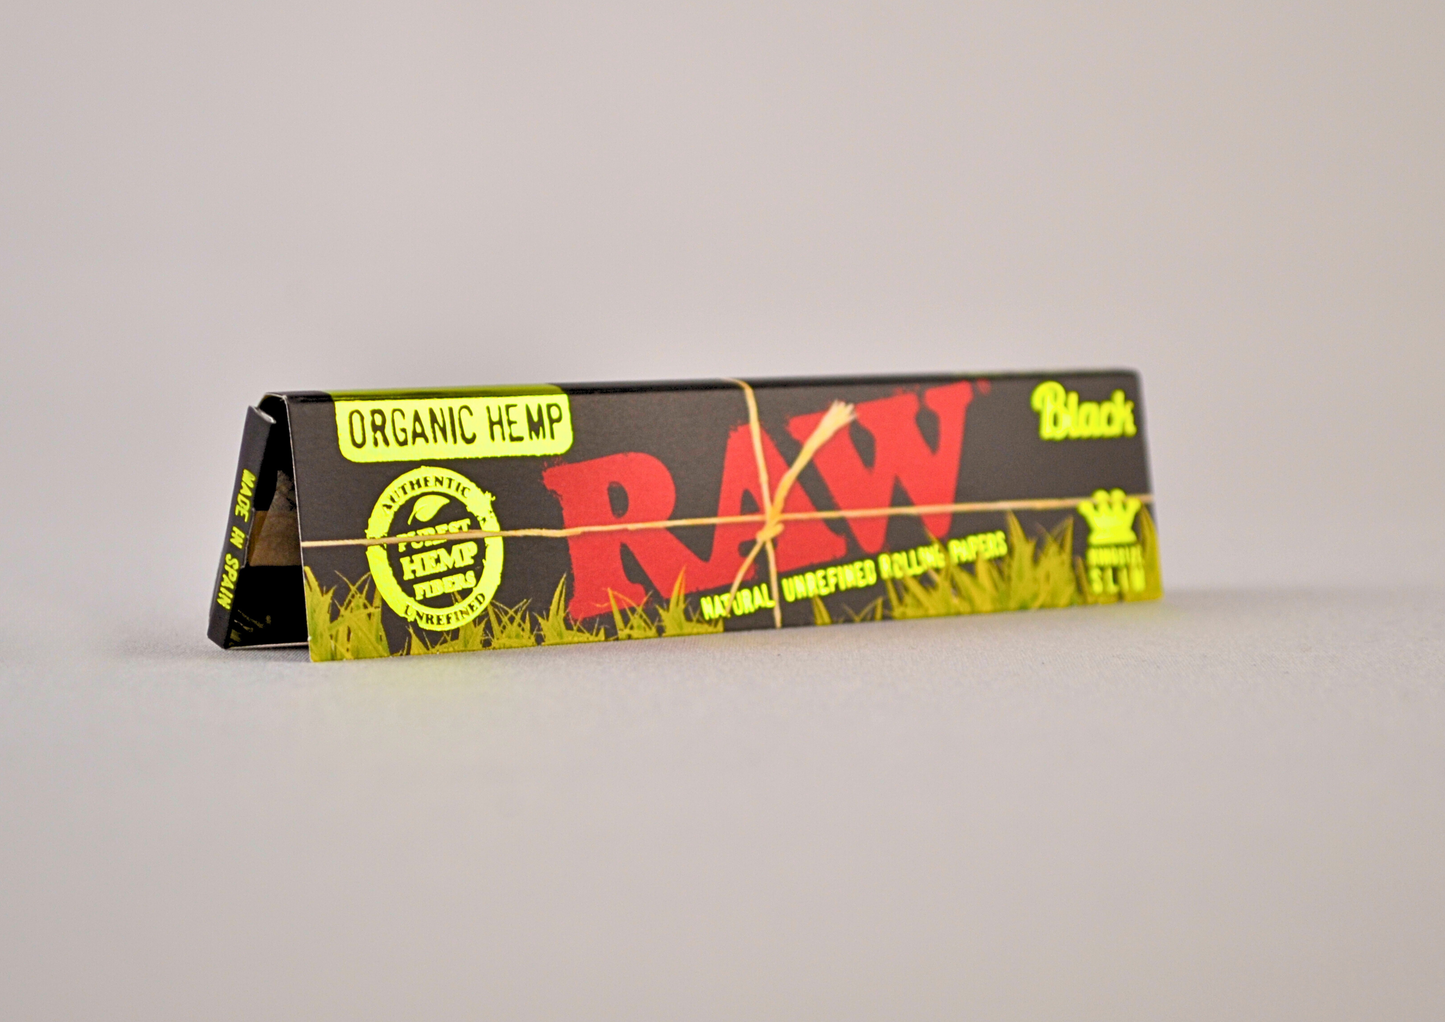 ORGANIC HEMP
AUTHENTIC
PUREST
HEMP
FIBERS
UNREFINED
RAW
NATURAL UNREFINED ROLLING PAPERS
Black
SLIM
MADE IN SPAIN